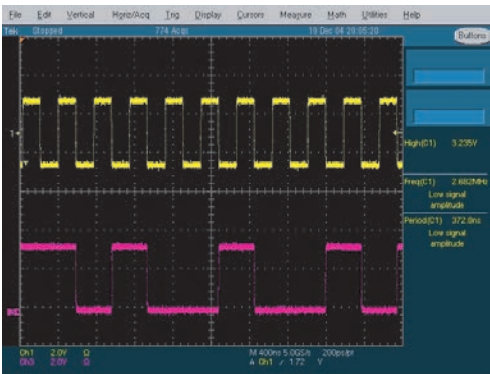 File Edit Vertical Horiz/Acq Trig Display Cursors Measure Math Utilities Help
Tek Stopped 774 Acqs 19 Dec 04 20:05:20 Buttons
High(C1) 3.235V
Freq(C1) 2.682MHz
Low signal
amplitude
Period(C1) 372.8ns
Low signal
amplitude
Ch1 2.0V Ω
Ch3 2.0V Ω
M 400ns 5.0GS/s 200ps/pt
A Ch1 / 1.72 V